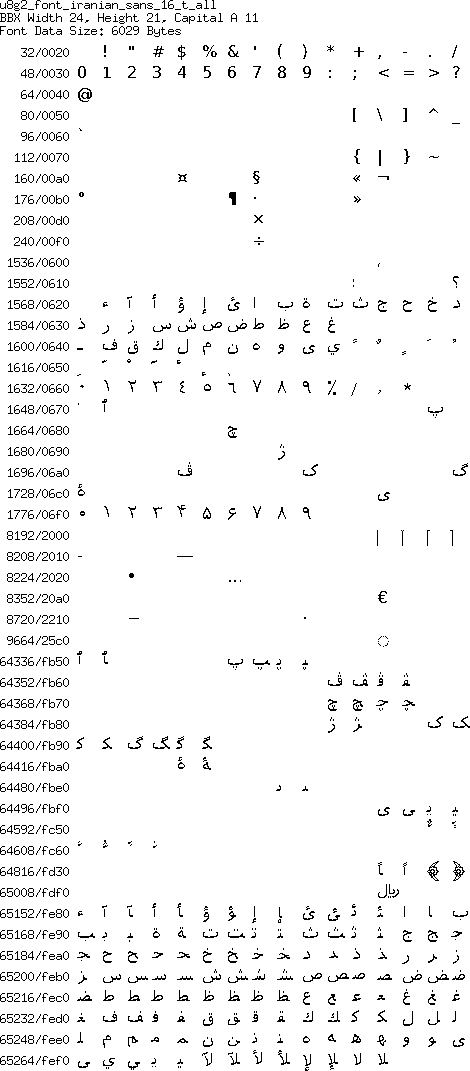 u8g2_font_iranian_sans_16_t_all
BBX Width 24, Height 21, Capital A 11
Font Data Size: 6029 Bytes
32/0020 ! " # $ % & ' ( ) * + , - . /
48/0030 0 1 2 3 4 5 6 7 8 9 : ; < = > ?
64/0040 @
80/0050 [ \ ] ^ _
96/0060 `
112/0070 { | } ~
160/00a0 ¤ § « ¬
176/00b0 ° ¶ · »
208/00d0 ×
240/00f0 ÷
1536/0600 ،
1552/0610 ؛ ؟
1568/0620 ء آ أ ؤ إ ئ ا ب ة ت ث ج ح خ د
1584/0630 ذ ر ز س ش ص ض ط ظ ع غ
1600/0640 ـ ف ق ك ل م ن ه و ى ي ً ٌ ٍ َ ُ
1616/0650
1632/0660 ٠ ١ ٢ ٣ ٤ ٥ ٦ ٧ ٨ ٩ ٪ ٫ ٬ ٭
1648/0670 ٰ ٱ پ
1664/0680 چ
1680/0690 ژ
1696/06a0 ڤ ک گ
1728/06c0 ۀ ی
1776/06f0 ۰ ۱ ۲ ۳ ۴ ۵ ۶ ۷ ۸ ۹
8192/2000
8208/2010 ‐ —
8224/2020 • …
8352/20a0 €
8720/2210 − ∙
9664/25c0 ◌
64336/fb50 ﭐ ﭑ ﭖ ﭗ ﭘ ﭙ
64352/fb60 ﭪ ﭫ ﭬ ﭭ
64368/fb70 ﭺ ﭻ ﭼ ﭽ
64384/fb80 ﮊ ﮋ ﮎ ﮏ
64400/fb90 ﮐ ﮑ ﮒ ﮓ ﮔ ﮕ
64416/fba0 ﮤ ﮥ
64480/fbe0 ﯨ ﯩ
64496/fbf0 ﯼ ﯽ ﯾ ﯿ
64592/fc50 ﱞ ﱟ
64608/fc60 ﱠ ﱡ ﱢ ﱣ
64816/fd30 ﴼ ﴽ ﴾ ﴿
65008/fdf0 ﷼
65152/fe80 ﺀ ﺁ ﺂ ﺃ ﺄ ﺅ ﺆ ﺇ ﺈ ﺉ ﺊ ﺋ ﺌ ﺍ ﺎ ﺏ
65168/fe90 ﺐ ﺑ ﺒ ﺓ ﺔ ﺕ ﺖ ﺗ ﺘ ﺙ ﺚ ﺛ ﺜ ﺝ ﺞ ﺟ
65184/fea0 ﺠ ﺡ ﺢ ﺣ ﺤ ﺥ ﺦ ﺧ ﺨ ﺩ ﺪ ﺫ ﺬ ﺭ ﺮ ﺯ
65200/feb0 ﺰ ﺱ ﺲ ﺳ ﺴ ﺵ ﺶ ﺷ ﺸ ﺹ ﺺ ﺻ ﺼ ﺽ ﺾ ﺿ
65216/fec0 ﻀ ﻁ ﻂ ﻃ ﻄ ﻅ ﻆ ﻇ ﻈ ﻉ ﻊ ﻋ ﻌ ﻍ ﻎ ﻏ
65232/fed0 ﻐ ﻑ ﻒ ﻓ ﻔ ﻕ ﻖ ﻗ ﻘ ﻙ ﻚ ﻛ ﻜ ﻝ ﻞ ﻟ
65248/fee0 ﻠ ﻡ ﻢ ﻣ ﻤ ﻥ ﻦ ﻧ ﻨ ﻩ ﻪ ﻫ ﻬ ﻭ ﻮ ﻯ
65264/fef0 ﻰ ﻱ ﻲ ﻳ ﻴ ﻵ ﻶ ﻷ ﻸ ﻹ ﻺ ﻻ ﻼ